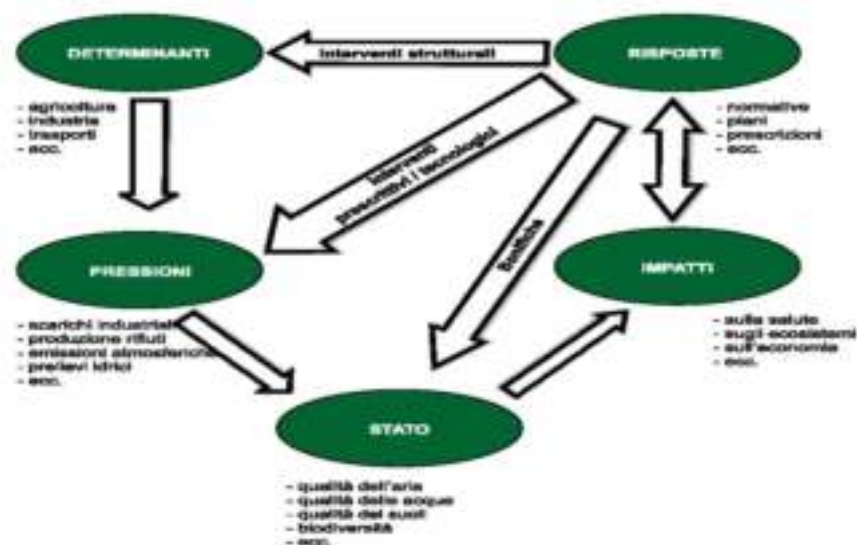 DETERMINANTI
- agricoltura
- industria
- trasporti
- ecc.
Interventi strutturali
RISPOSTE
- normative
- piani
- prescrizioni
- ecc.
Interventi
prescrittivi / tecnologici
Bonifiche
PRESSIONI
- scarichi industriali
- produzione rifiuti
- emissioni atmosferiche
- prelievi idrici
- ecc.
IMPATTI
- sulla salute
- sugli ecosistemi
- sull'economia
- ecc.
STATO
- qualità dell'aria
- qualità delle acque
- qualità dei suoli
- biodiversità
- ecc.